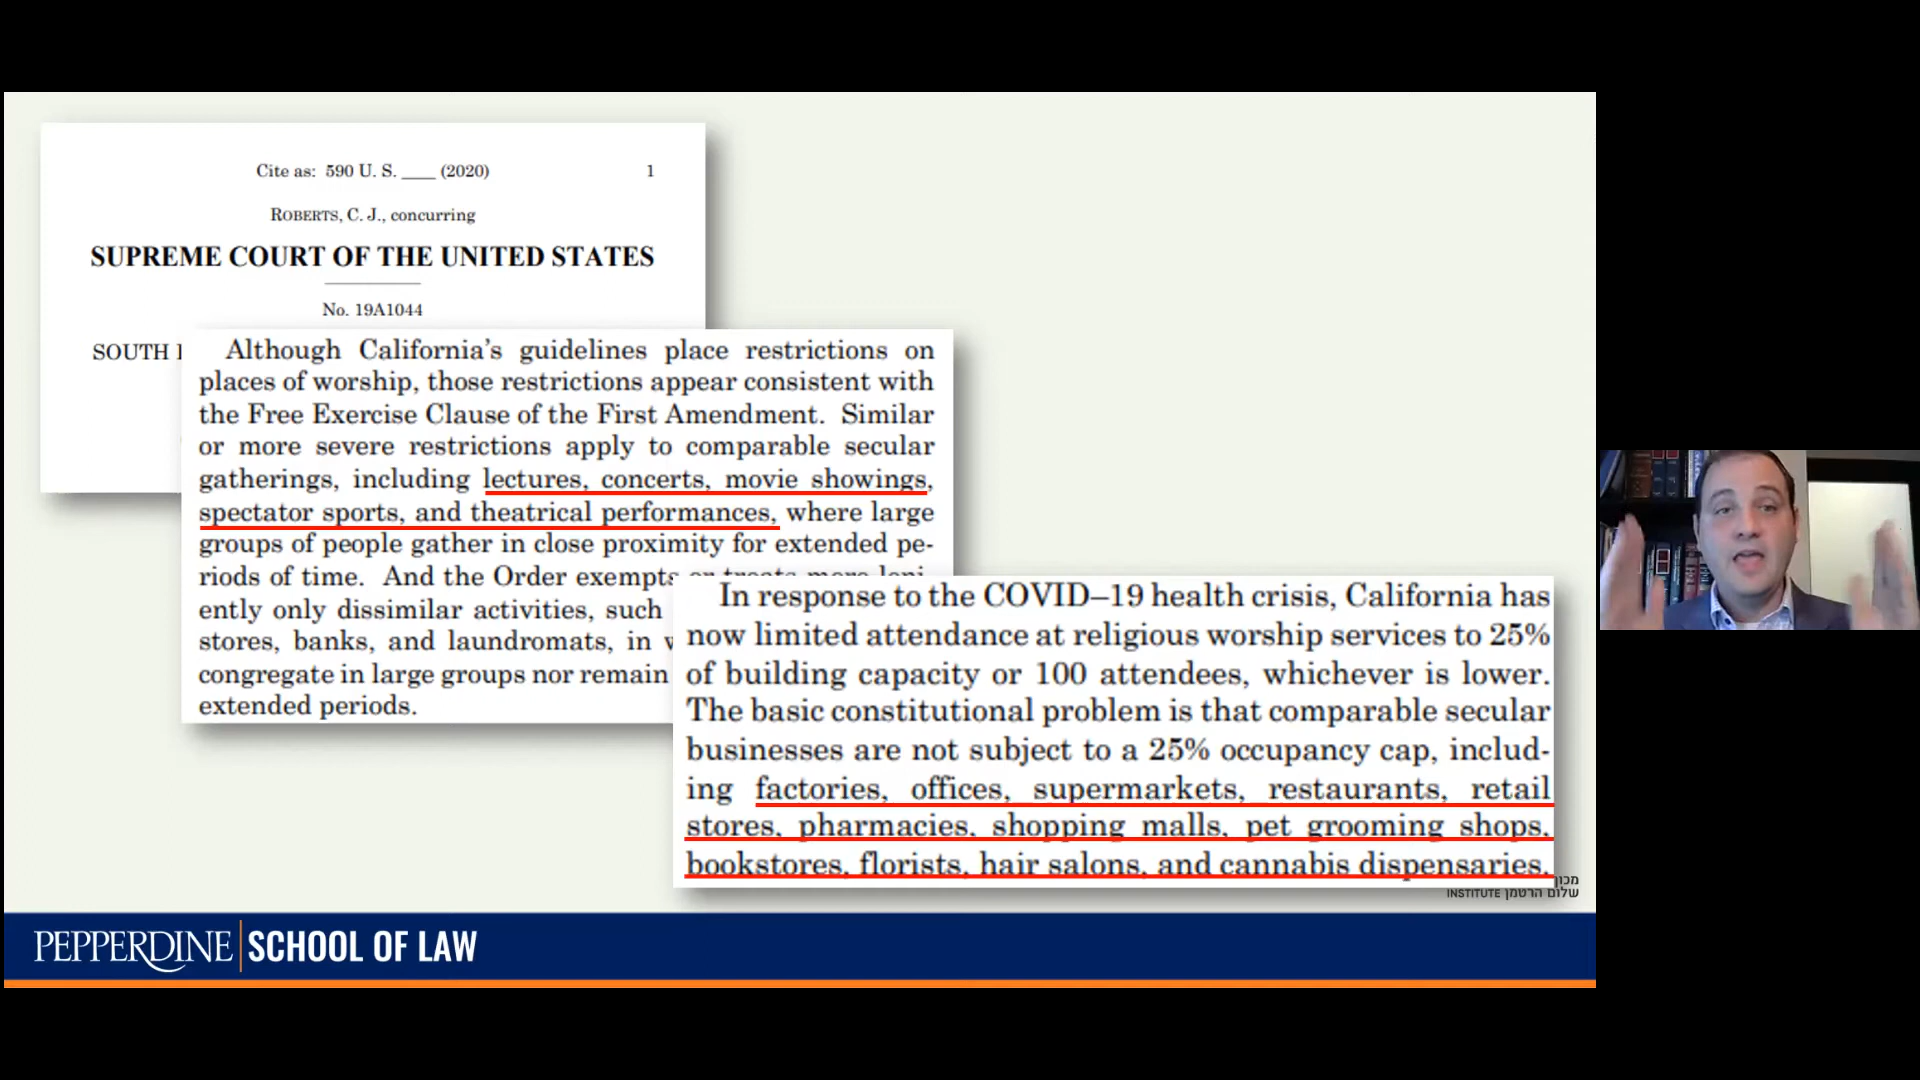 Cite as: 590 U. S. ____ (2020) 1
ROBERTS, C. J., concurring
SUPREME COURT OF THE UNITED STATES
No. 19A1044
SOUTH
Although California’s guidelines place restrictions on
places of worship, those restrictions appear consistent with
the Free Exercise Clause of the First Amendment. Similar
or more severe restrictions apply to comparable secular
gatherings, including lectures, concerts, movie showings,
spectator sports, and theatrical performances, where large
groups of people gather in close proximity for extended pe-
riods of time. And the Order exempts or treats more leni-
ently only dissimilar activities, such
stores, banks, and laundromats, in
congregate in large groups nor remain
extended periods.
In response to the COVID–19 health crisis, California has
now limited attendance at religious worship services to 25%
of building capacity or 100 attendees, whichever is lower.
The basic constitutional problem is that comparable secular
businesses are not subject to a 25% occupancy cap, includ-
ing factories, offices, supermarkets, restaurants, retail
stores, pharmacies, shopping malls, pet grooming shops,
bookstores, florists, hair salons, and cannabis dispensaries.
מכון
שלום הרטמן INSTITUTE
PEPPERDINE SCHOOL OF LAW